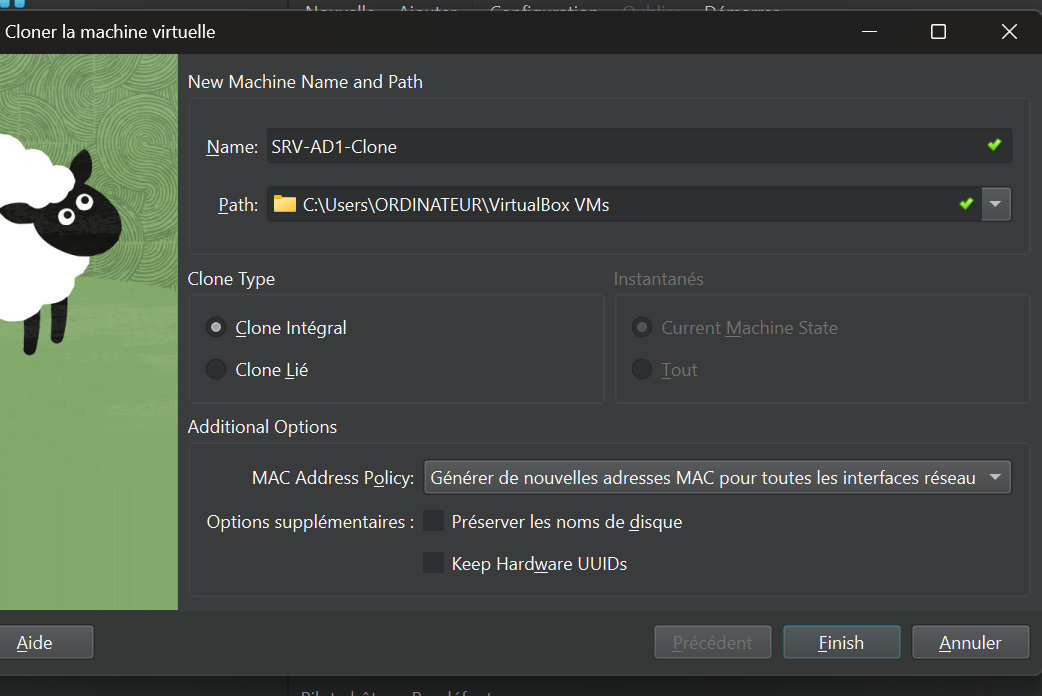 Cloner la machine virtuelle
New Machine Name and Path
Name: SRV-AD1-Clone
Path: C:\Users\ORDINATEUR\VirtualBox VMs
Clone Type
Clone Intégral
Clone Lié
Instantanés
Current Machine State
Tout
Additional Options
MAC Address Policy: Générer de nouvelles adresses MAC pour toutes les interfaces réseau
Options supplémentaires : Préserver les noms de disque
Keep Hardware UUIDs
Aide Précédent Finish Annuler